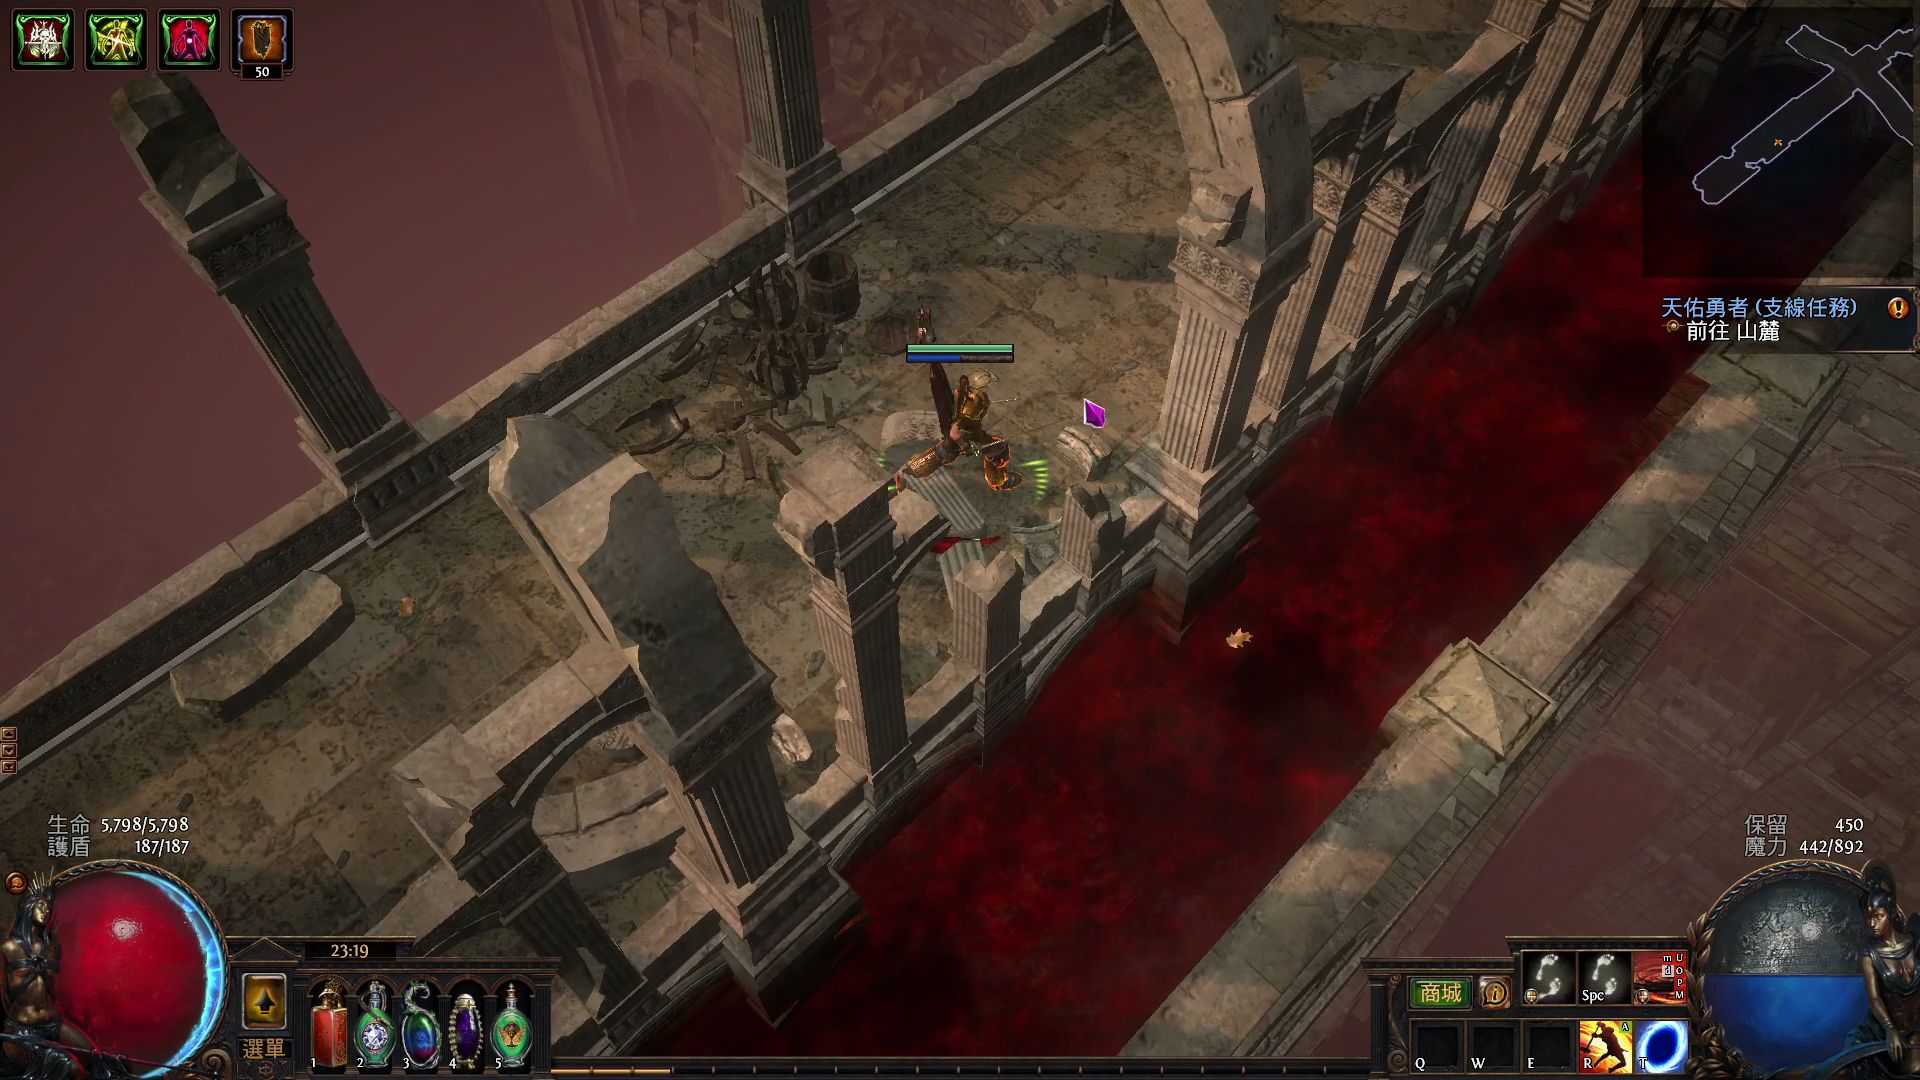 50
天佑勇者 (支線任務)
前往 山麓
生命 5,798/5,798
護盾 187/187
保留 450
魔力 442/892
23:19
選單
1 2 3 4 5
商城
Spc
m U
d O
P
M
A
Q W E R T